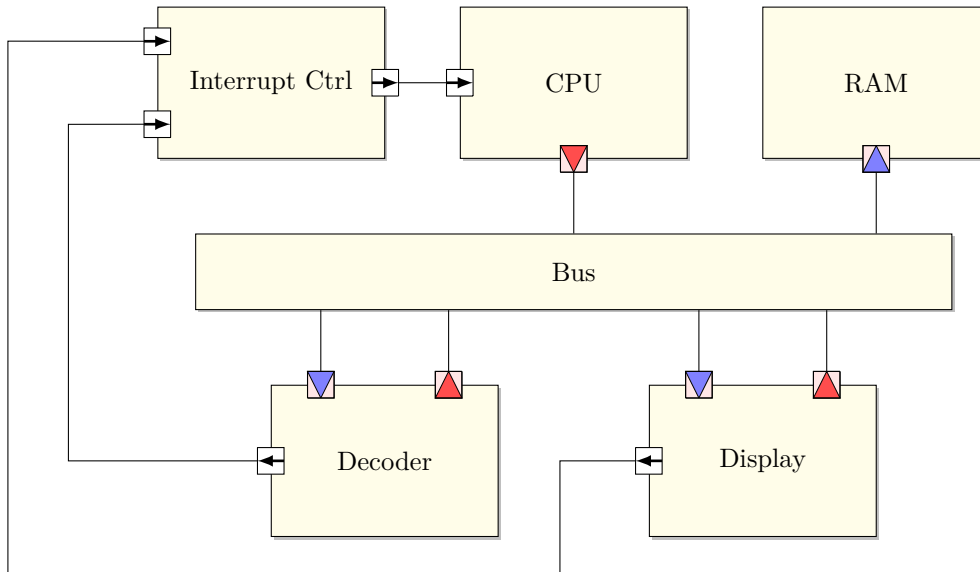 Interrupt Ctrl
CPU
RAM
Bus
Decoder
Display